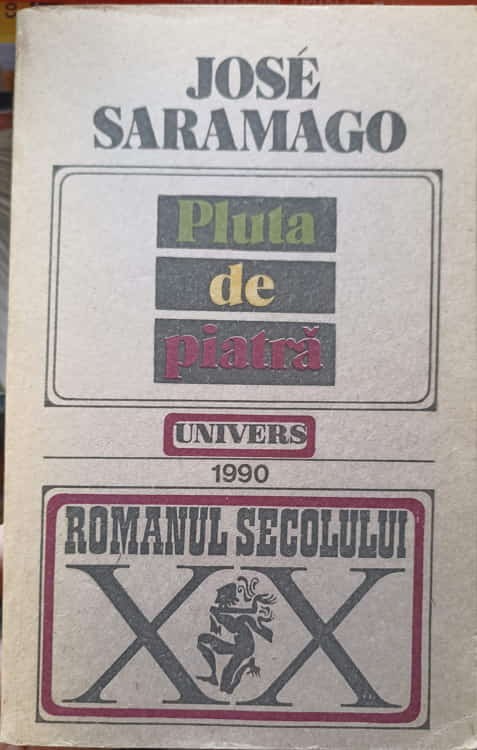 JOSÉ
SARAMAGO
Pluta
de
piatră
UNIVERS
1990
ROMANUL SECOLULUI
XX